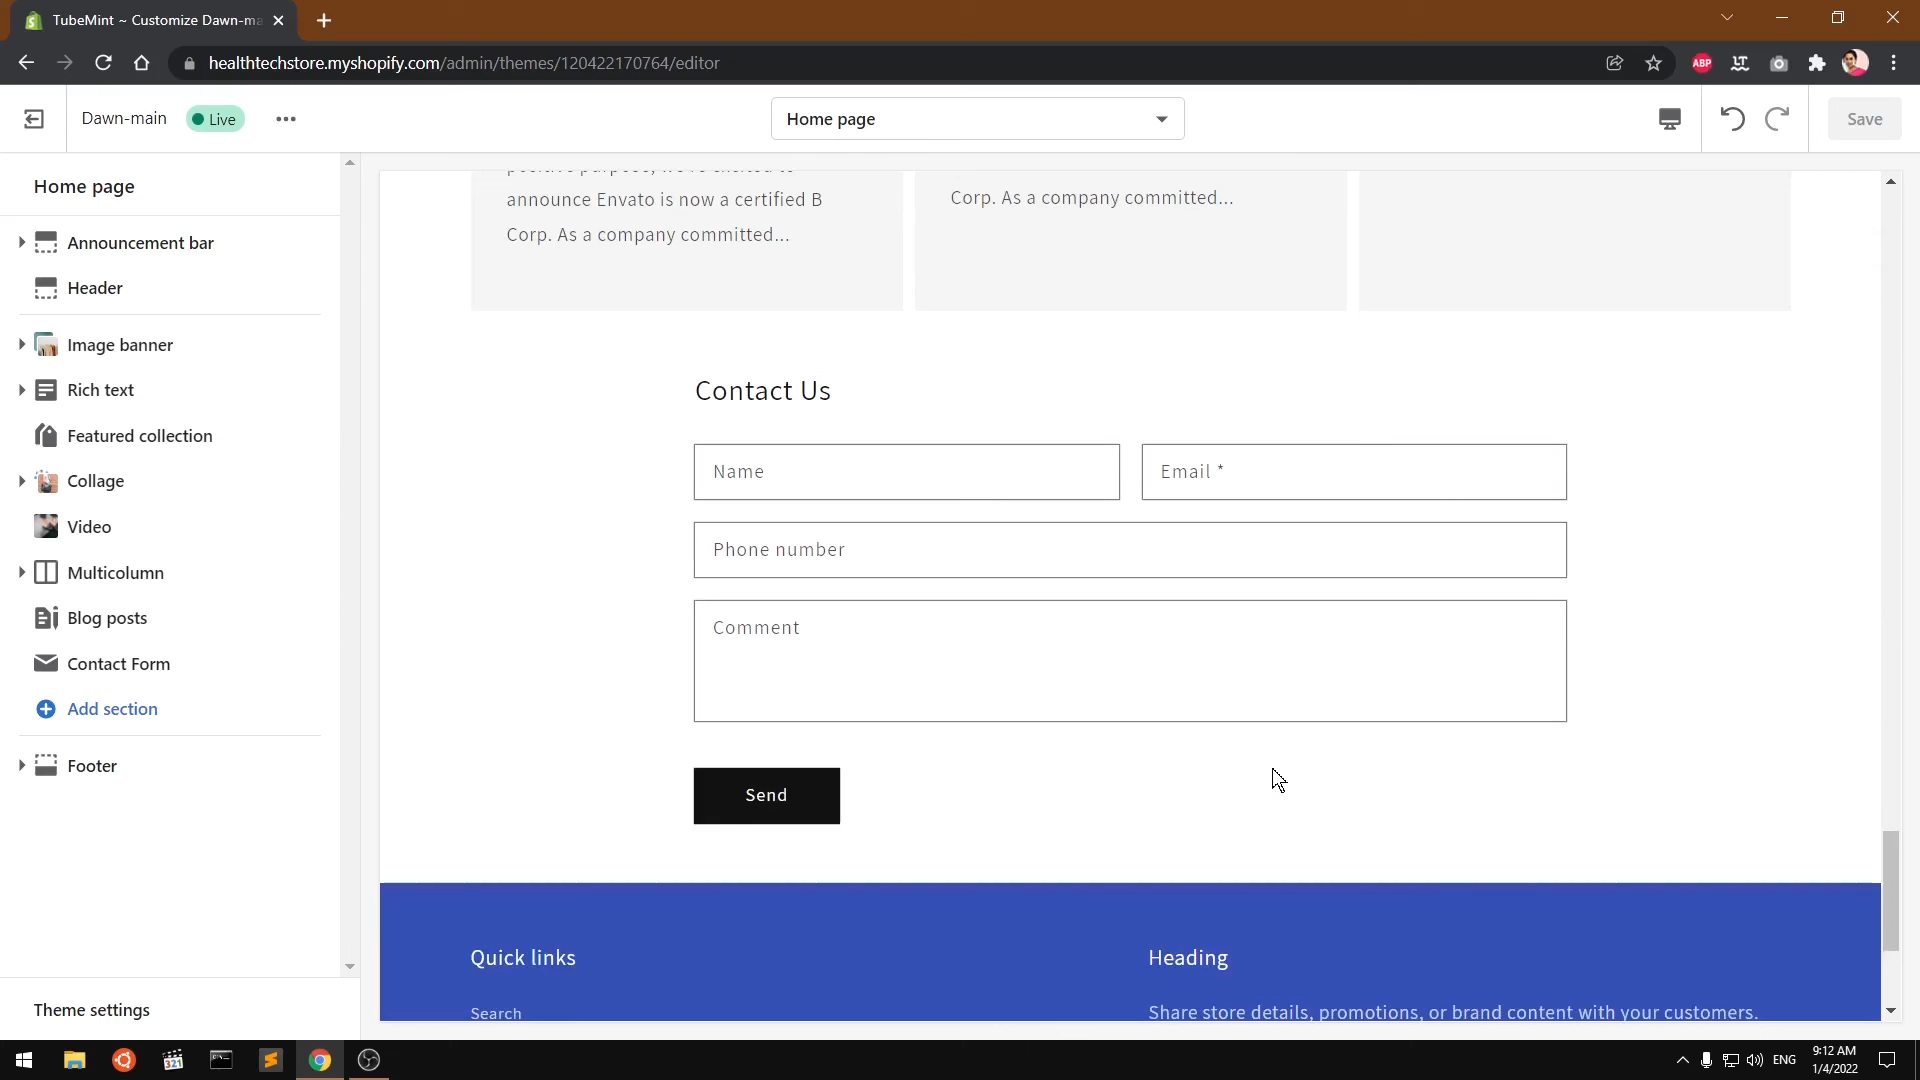 TubeMint ~ Customize Dawn-ma
healthtechstore.myshopify.com/admin/themes/120422170764/editor
ABP
Dawn-main
Live
Home page
Save
Home page
Announcement bar
Header
Image banner
Rich text
Featured collection
Collage
Video
Multicolumn
Blog posts
Contact Form
Add section
Footer
Theme settings
announce Envato is now a certified B
Corp. As a company committed...
Corp. As a company committed...
Contact Us
Name
Email *
Phone number
Comment
Send
Quick links
Search
Heading
Share store details, promotions, or brand content with your customers.
321
ENG
9:12 AM
1/4/2022